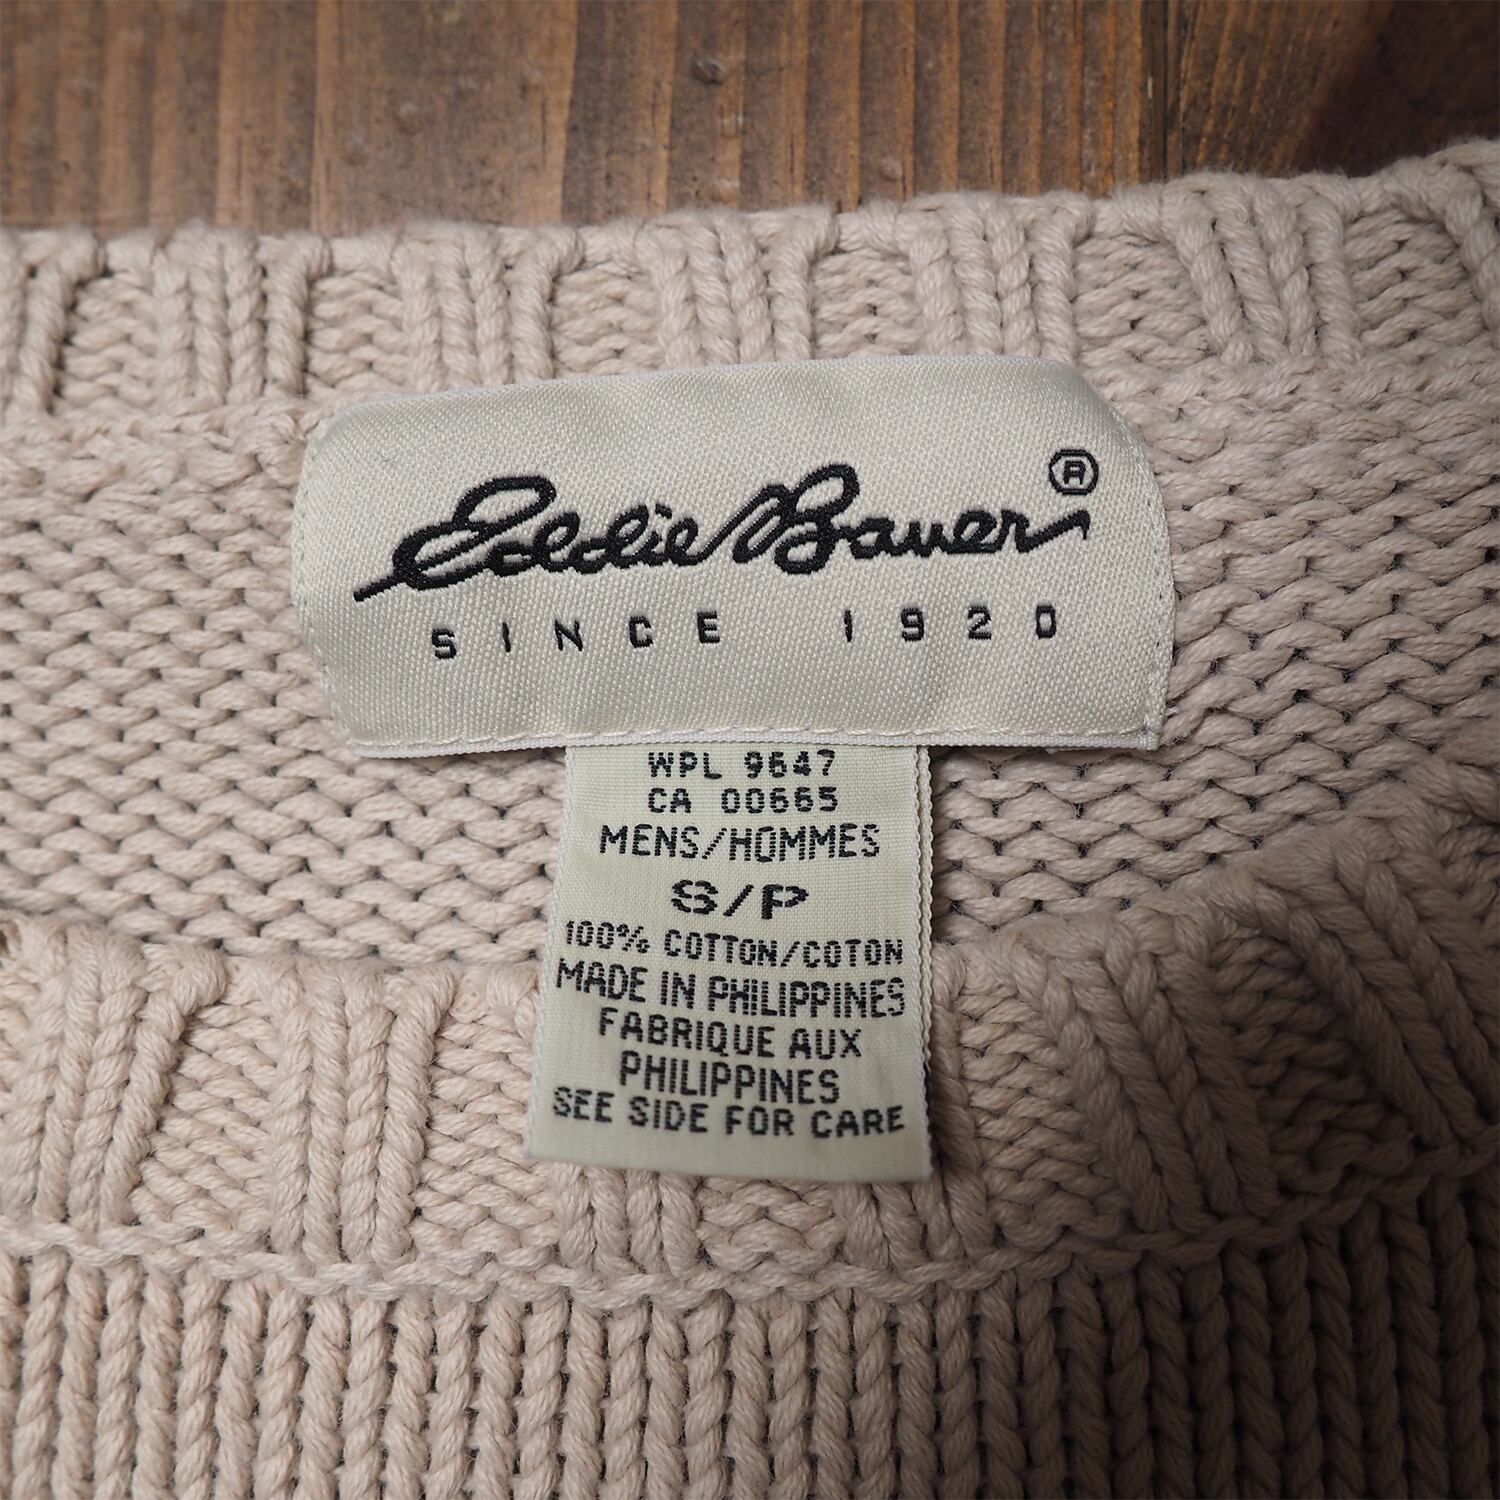 Eddie Bauer ®
SINCE 1920
WPL 9647
CA 00665
MENS/HOMMES
S/P
100% COTTON/COTON
MADE IN PHILIPPINES
FABRIQUE AUX
PHILIPPINES
SEE SIDE FOR CARE